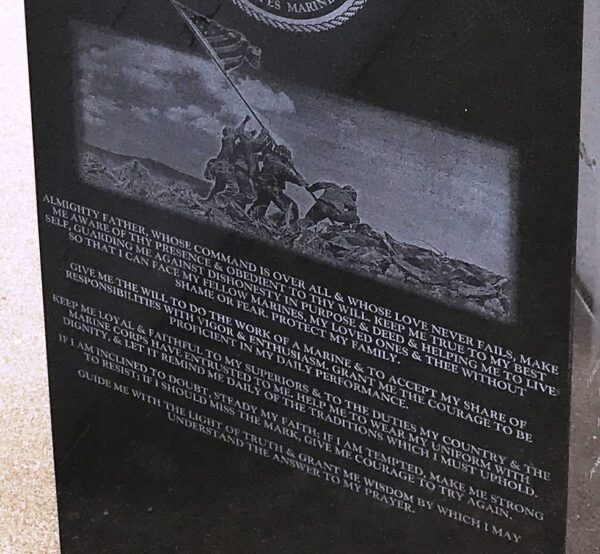 ES MARINE
ALMIGHTY FATHER, WHOSE COMMAND IS OVER ALL & WHOSE LOVE NEVER FAILS, MAKE
ME AWARE OF THY PRESENCE & OBEDIENT TO THY WILL. KEEP ME TRUE TO MY BEST
SELF, GUARDING ME AGAINST DISHONESTY IN PURPOSE & DEED & HELPING ME TO LIVE
SO THAT I CAN FACE MY FELLOW MARINES, MY LOVED ONES & THEE WITHOUT
SHAME OR FEAR. PROTECT MY FAMILY.
GIVE ME THE WILL TO DO THE WORK OF A MARINE & TO ACCEPT MY SHARE OF
RESPONSIBILITIES WITH VIGOR & ENTHUSIASM. GRANT ME THE COURAGE TO BE
PROFICIENT IN MY DAILY PERFORMANCE.
KEEP ME LOYAL & FAITHFUL TO MY SUPERIORS & TO THE DUTIES MY COUNTRY & THE
MARINE CORPS HAVE ENTRUSTED TO ME. HELP ME TO WEAR MY UNIFORM WITH
DIGNITY, & LET IT REMIND ME DAILY OF THE TRADITIONS WHICH I MUST UPHOLD.
IF I AM INCLINED TO DOUBT, STEADY MY FAITH, IF I AM TEMPTED, MAKE ME STRONG
TO RESIST; IF I SHOULD MISS THE MARK, GIVE ME COURAGE TO TRY AGAIN.
GUIDE ME WITH THE LIGHT OF TRUTH & GRANT ME WISDOM BY WHICH I MAY
UNDERSTAND THE ANSWER TO MY PRAYER.